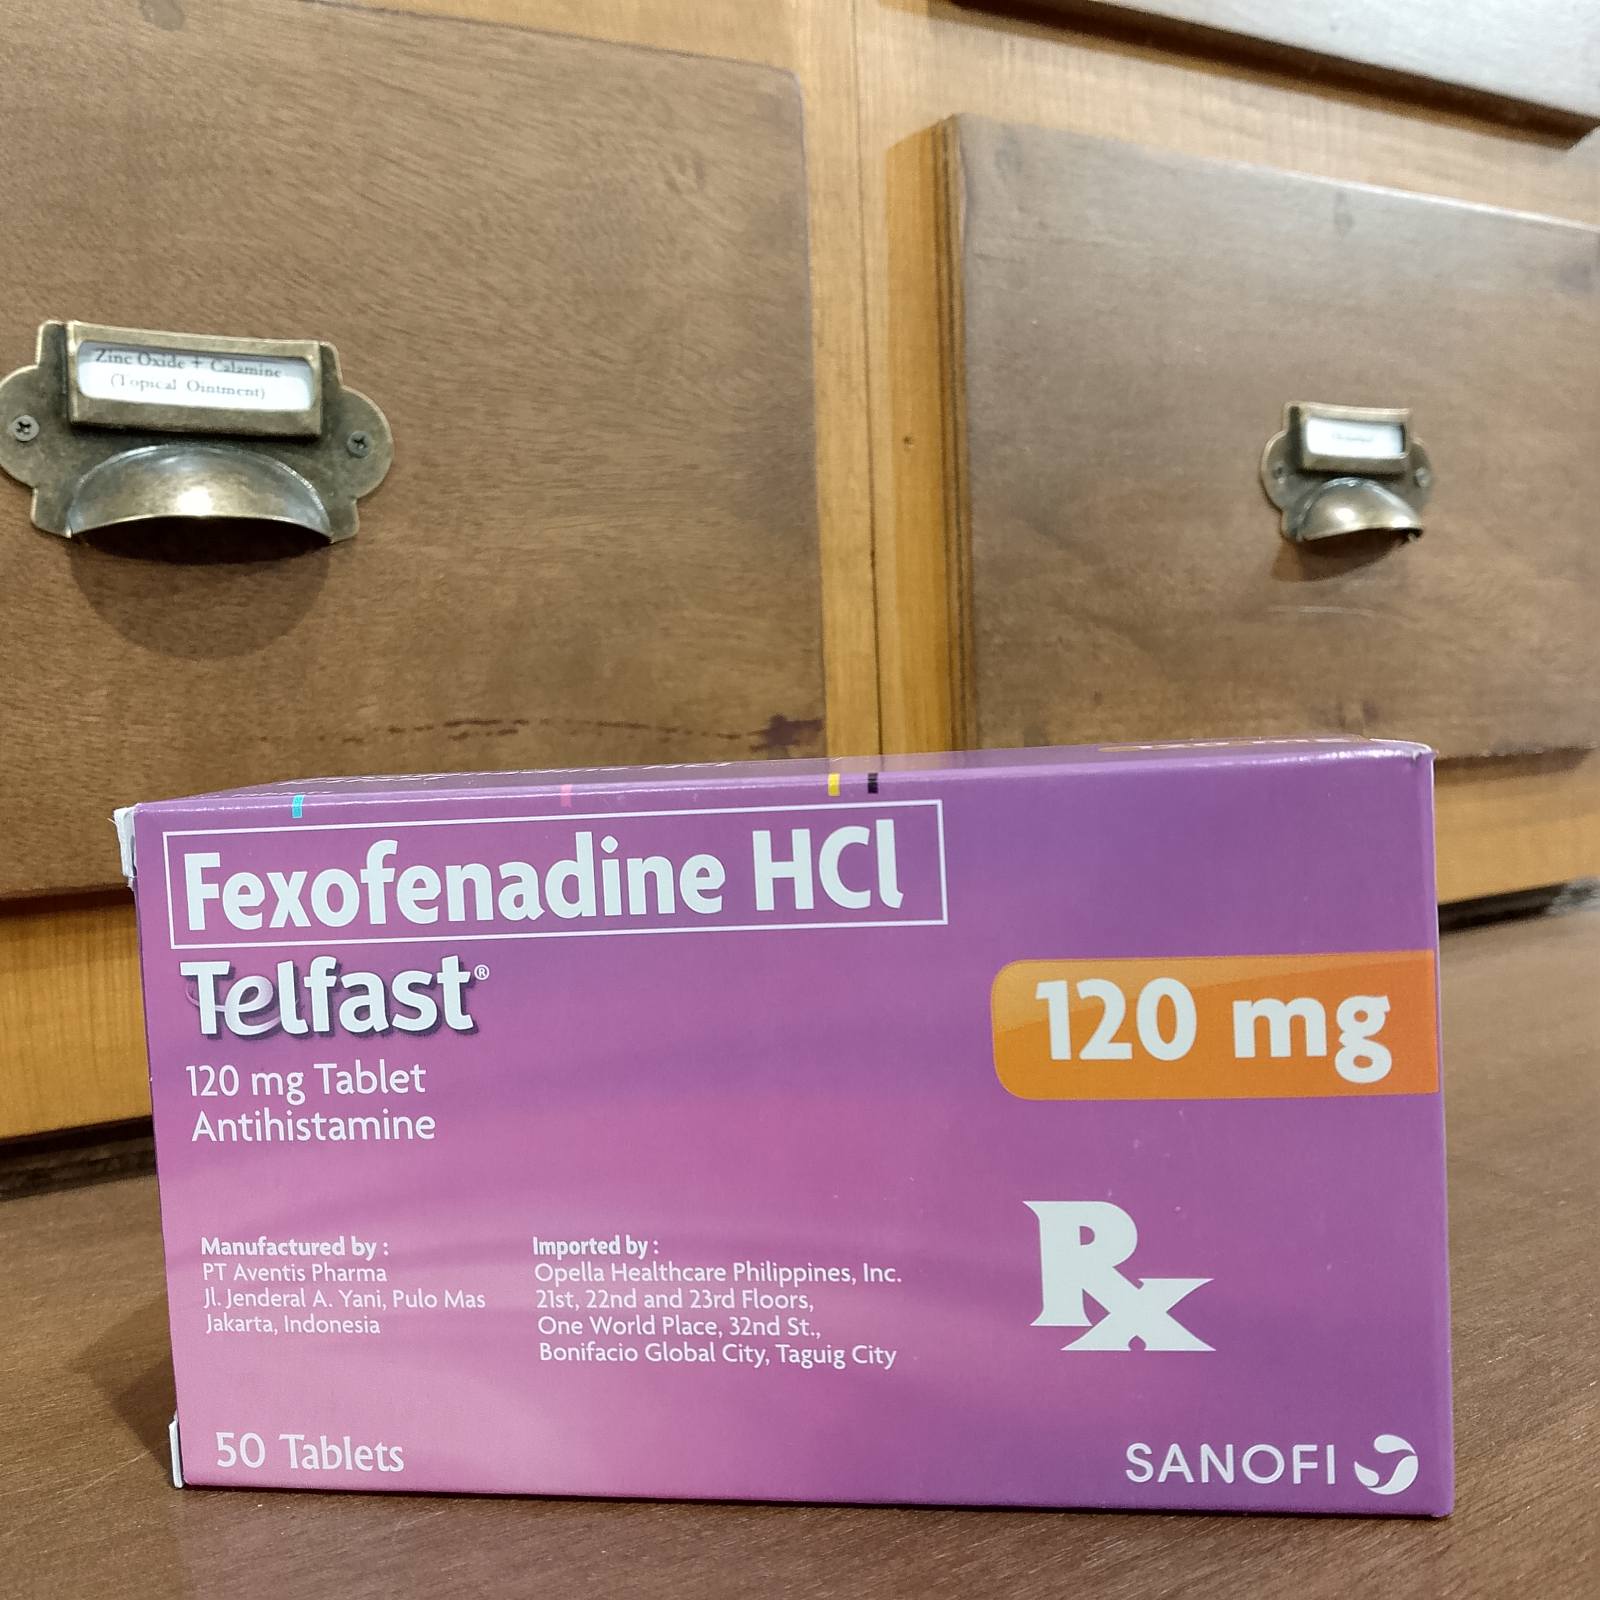 Zinc Oxide + Calamine
(Topical Ointment)
Fexofenadine HCl
Telfast®
120 mg Tablet
Antihistamine
120 mg
Rx
Manufactured by :
PT Aventis Pharma
Jl. Jenderal A. Yani, Pulo Mas
Jakarta, Indonesia
Imported by :
Opella Healthcare Philippines, Inc.
21st, 22nd and 23rd Floors,
One World Place, 32nd St.,
Bonifacio Global City, Taguig City
50 Tablets
SANOFI